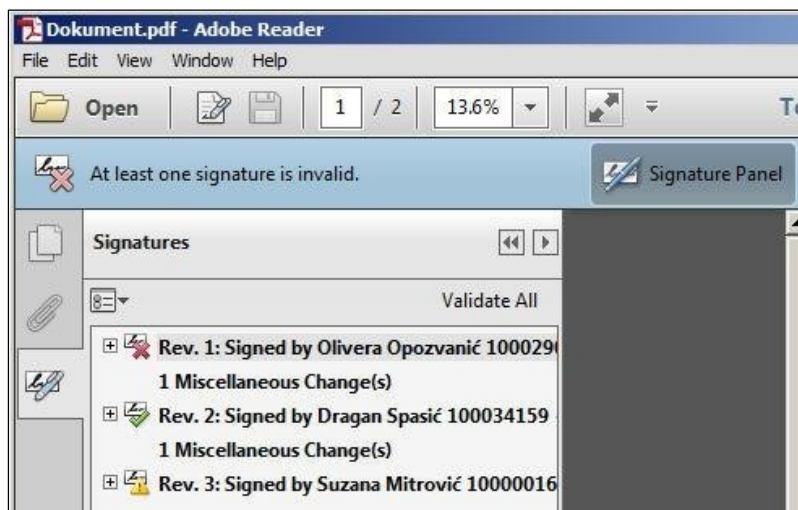 Dokument.pdf - Adobe Reader
File Edit View Window Help
Open 1 / 2 13.6%
At least one signature is invalid. Signature Panel
Signatures
Validate All
Rev. 1: Signed by Olivera Opozvanić
1 Miscellaneous Change(s)
Rev. 2: Signed by Dragan Spasić 100034159
1 Miscellaneous Change(s)
Rev. 3: Signed by Suzana Mitrović 10000016